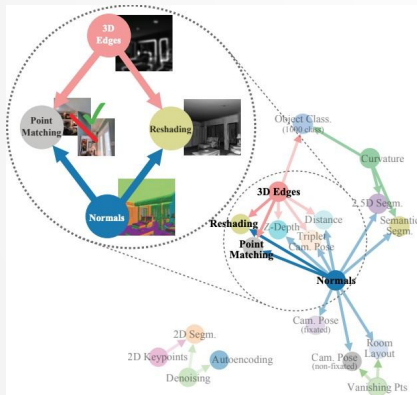 3D
Edges
Point
Matching
Reshading
Normals
Object Class.
(1000 class)
Curvature
3D Edges
2.5D Segm.
Distance
Reshading
Z-Depth
Triplet
Cam. Pose
Semantic
Segm.
Point
Matching
Normals
Cam. Pose
(fixated)
2D Segm.
2D Keypoints
Autoencoding
Cam. Pose
(non-fixated)
Room
Layout
Denoising
Vanishing Pts